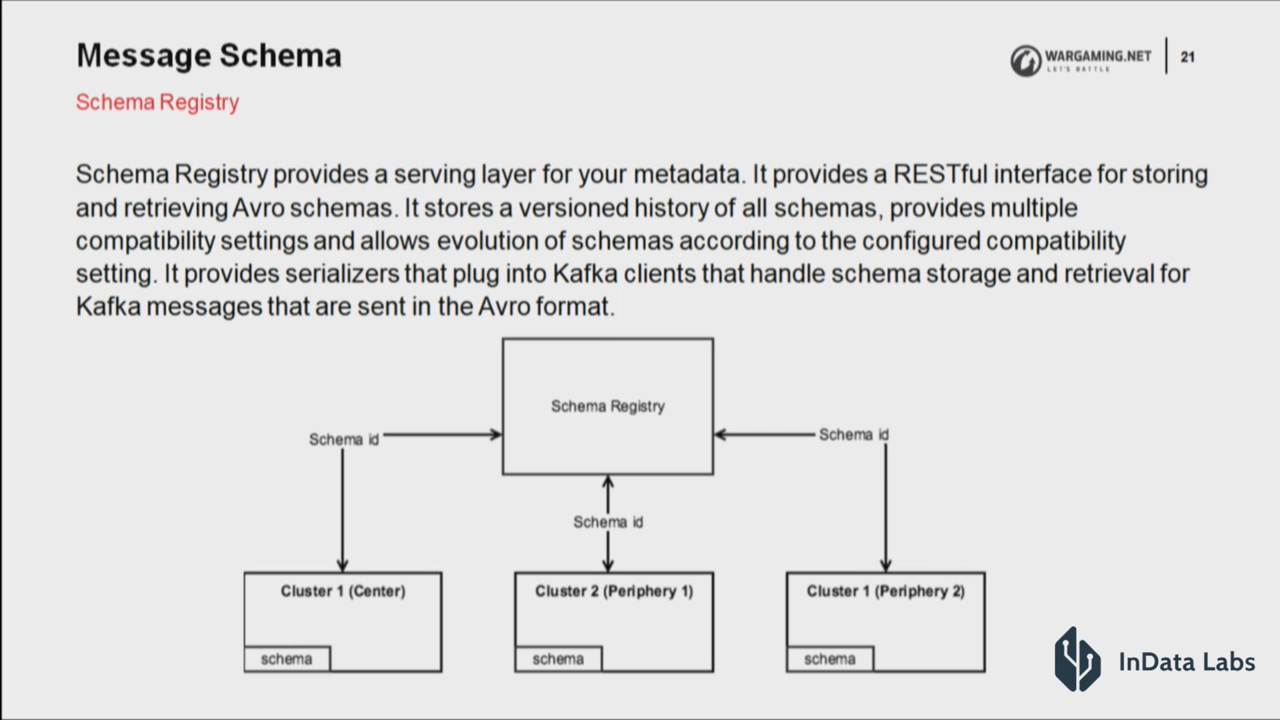 Message Schema
WARGAMING.NET
LET'S BATTLE
21
Schema Registry
Schema Registry provides a serving layer for your metadata. It provides a RESTful interface for storing
and retrieving Avro schemas. It stores a versioned history of all schemas, provides multiple
compatibility settings and allows evolution of schemas according to the configured compatibility
setting. It provides serializers that plug into Kafka clients that handle schema storage and retrieval for
Kafka messages that are sent in the Avro format.
Schema Registry
Schema id
Schema id
Schema id
Cluster 1 (Center)
Cluster 2 (Periphery 1)
Cluster 1 (Periphery 2)
schema
schema
schema
InData Labs